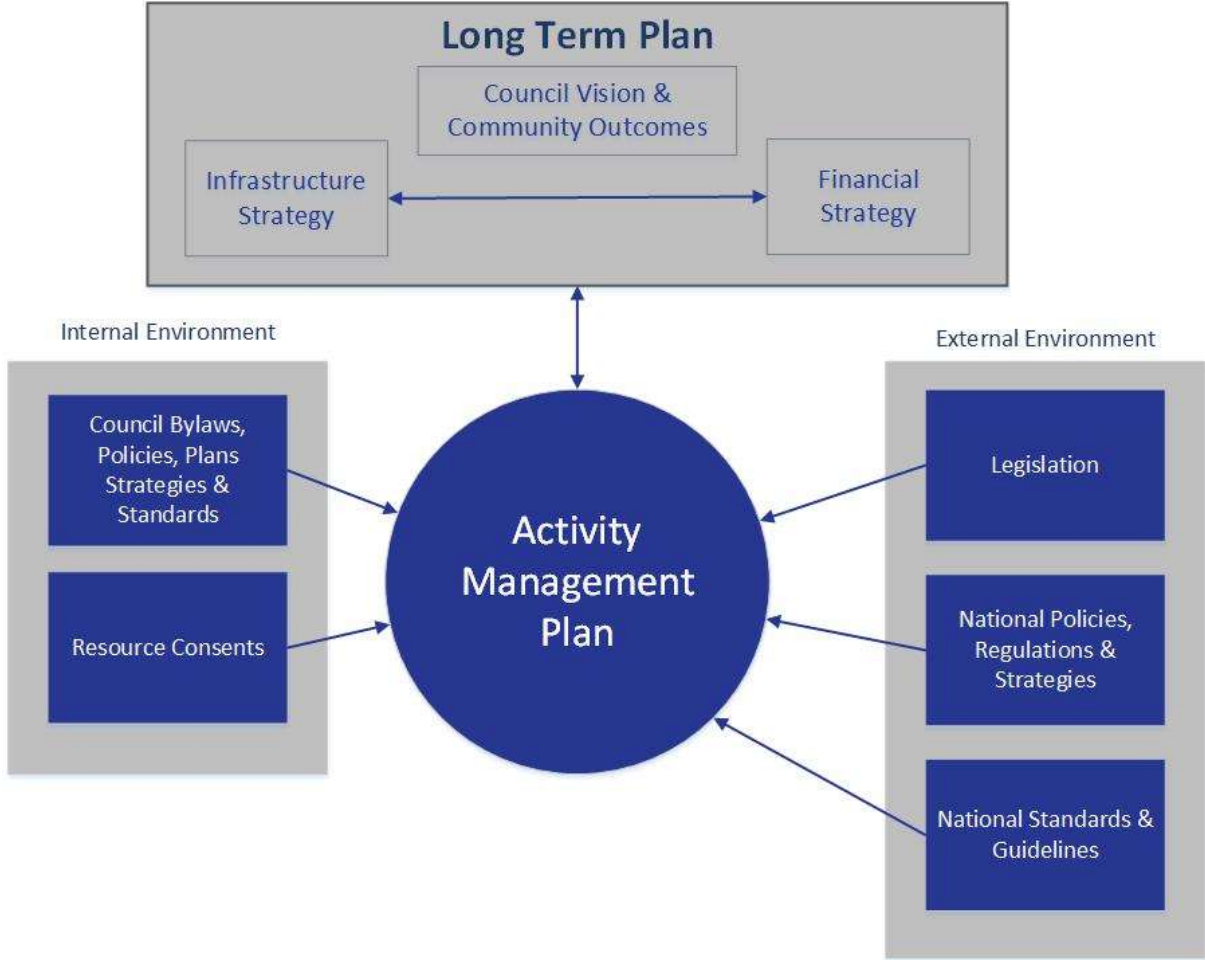 Long Term Plan
Council Vision &
Community Outcomes
Infrastructure
Strategy
Financial
Strategy
Internal Environment
Council Bylaws,
Policies, Plans
Strategies &
Standards
Resource Consents
Activity
Management
Plan
External Environment
Legislation
National Policies,
Regulations &
Strategies
National Standards &
Guidelines